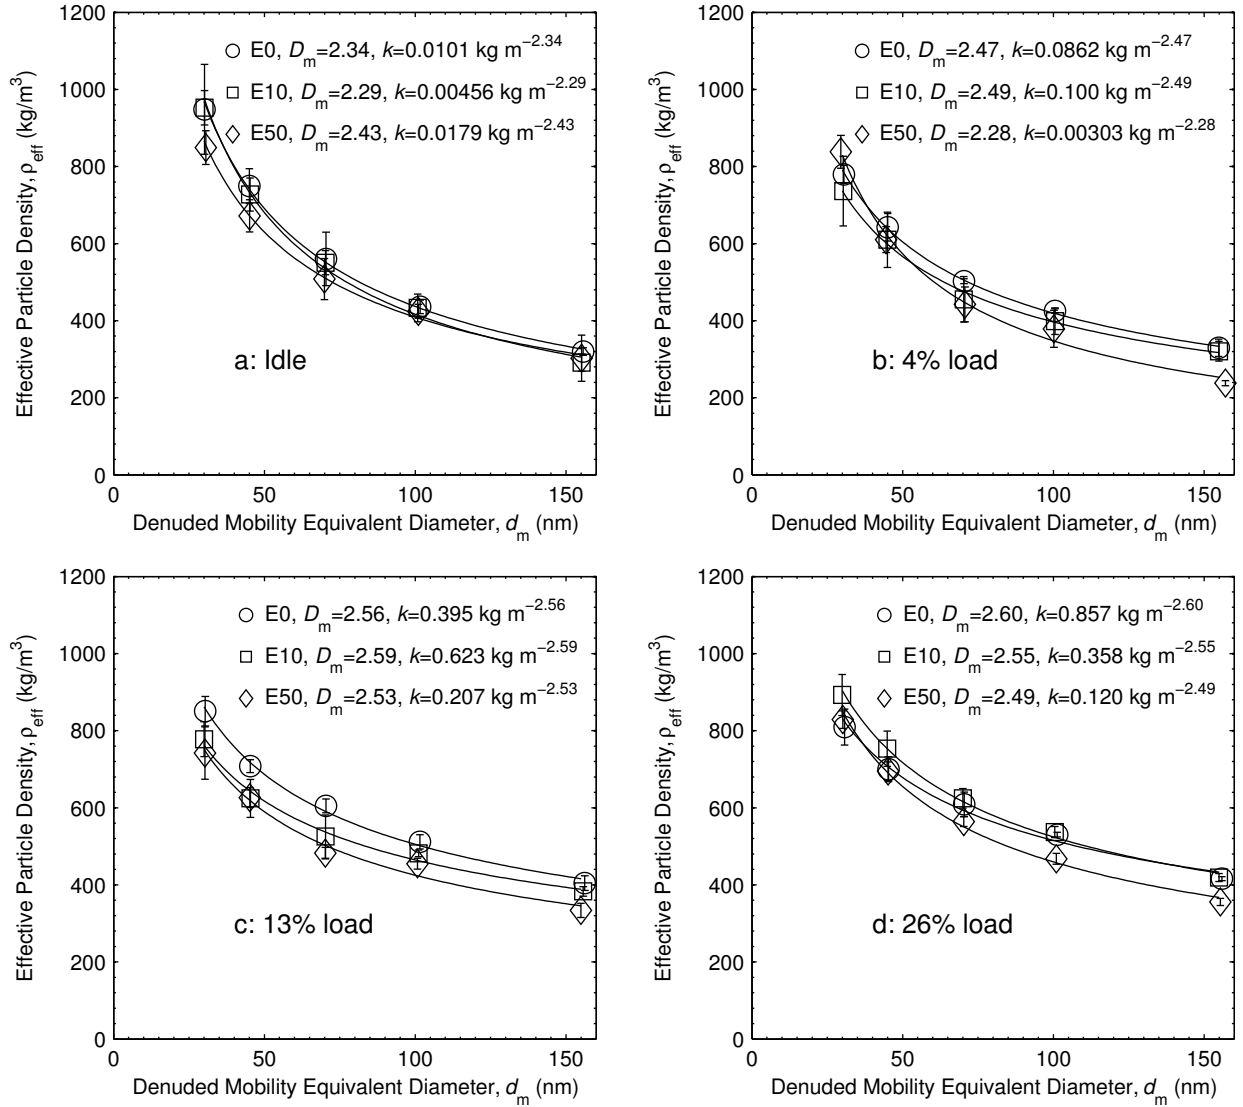 1200
1000
800
600
400
200
0
0 50 100 150
Effective Particle Density, ρeff (kg/m3)
Denuded Mobility Equivalent Diameter, dm (nm)
E0, Dm=2.34, k=0.0101 kg m−2.34
E10, Dm=2.29, k=0.00456 kg m−2.29
E50, Dm=2.43, k=0.0179 kg m−2.43
a: Idle
1200
1000
800
600
400
200
0
0 50 100 150
Effective Particle Density, ρeff (kg/m3)
Denuded Mobility Equivalent Diameter, dm (nm)
E0, Dm=2.47, k=0.0862 kg m−2.47
E10, Dm=2.49, k=0.100 kg m−2.49
E50, Dm=2.28, k=0.00303 kg m−2.28
b: 4% load
1200
1000
800
600
400
200
0
0 50 100 150
Effective Particle Density, ρeff (kg/m3)
Denuded Mobility Equivalent Diameter, dm (nm)
E0, Dm=2.56, k=0.395 kg m−2.56
E10, Dm=2.59, k=0.623 kg m−2.59
E50, Dm=2.53, k=0.207 kg m−2.53
c: 13% load
1200
1000
800
600
400
200
0
0 50 100 150
Effective Particle Density, ρeff (kg/m3)
Denuded Mobility Equivalent Diameter, dm (nm)
E0, Dm=2.60, k=0.857 kg m−2.60
E10, Dm=2.55, k=0.358 kg m−2.55
E50, Dm=2.49, k=0.120 kg m−2.49
d: 26% load